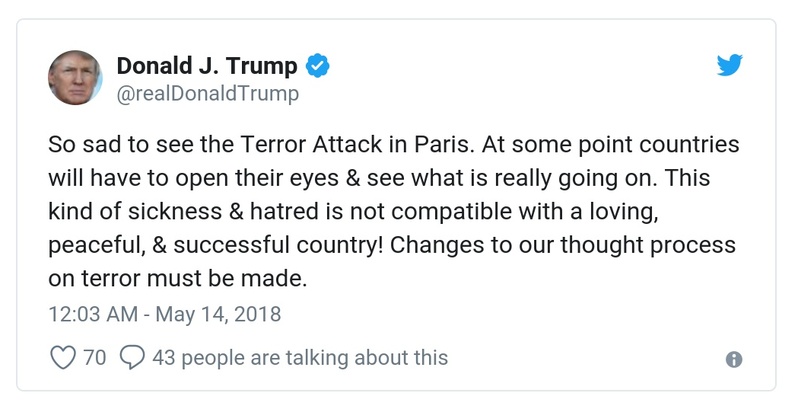 Donald J. Trump
@realDonaldTrump
So sad to see the Terror Attack in Paris. At some point countries
will have to open their eyes & see what is really going on. This
kind of sickness & hatred is not compatible with a loving,
peaceful, & successful country! Changes to our thought process
on terror must be made.
12:03 AM - May 14, 2018
70 43 people are talking about this